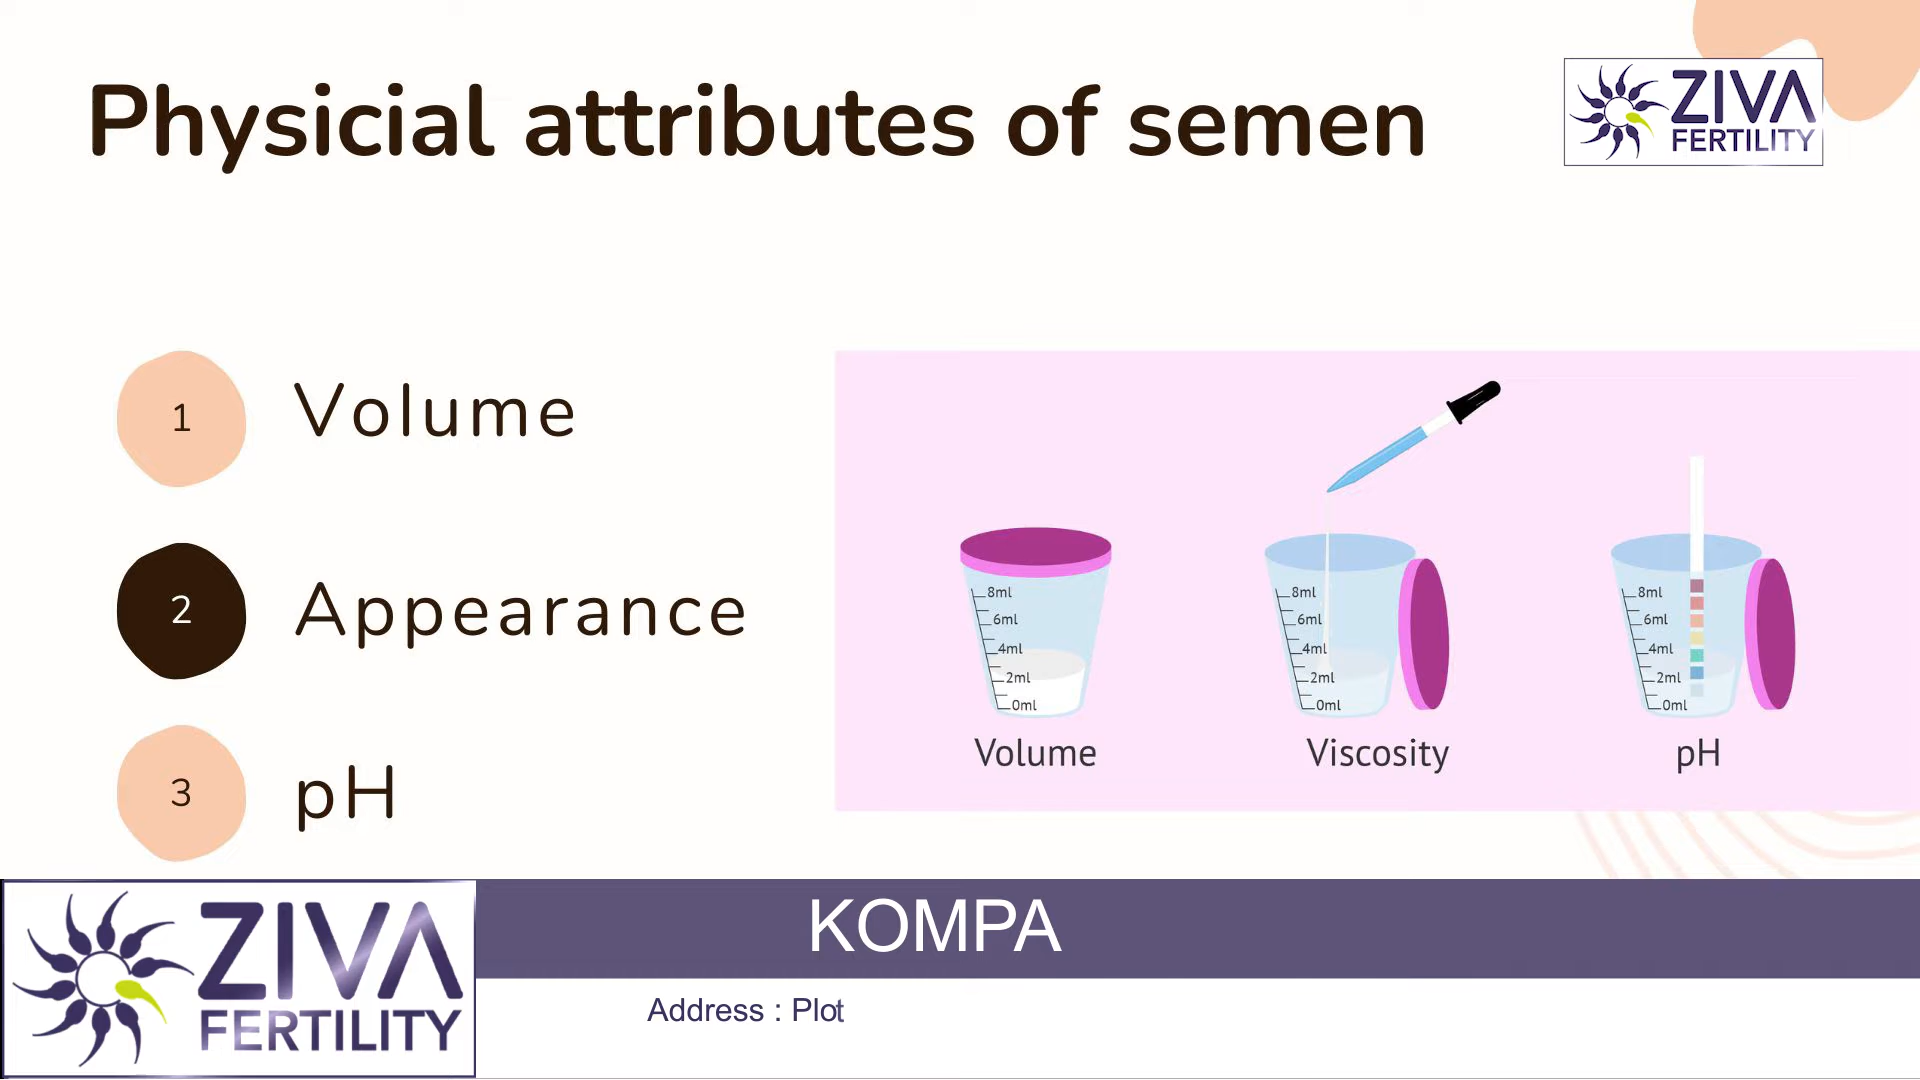 Physicial attributes of semen
ZIVA
FERTILITY
1 Volume
2 Appearance
3 pH
8ml
6ml
4ml
2ml
0ml
Volume
8ml
6ml
4ml
2ml
0ml
Viscosity
8ml
6ml
4ml
2ml
0ml
pH
ZIVA
FERTILITY
KOMPA
Address : Plot